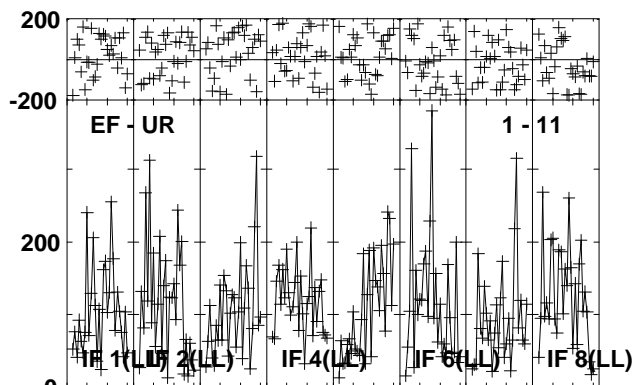 200
-200
EF - UR 1 - 11
200
IF 1(LL) IF 2(LL) IF 4(LL) IF 6(LL) IF 8(LL)
0